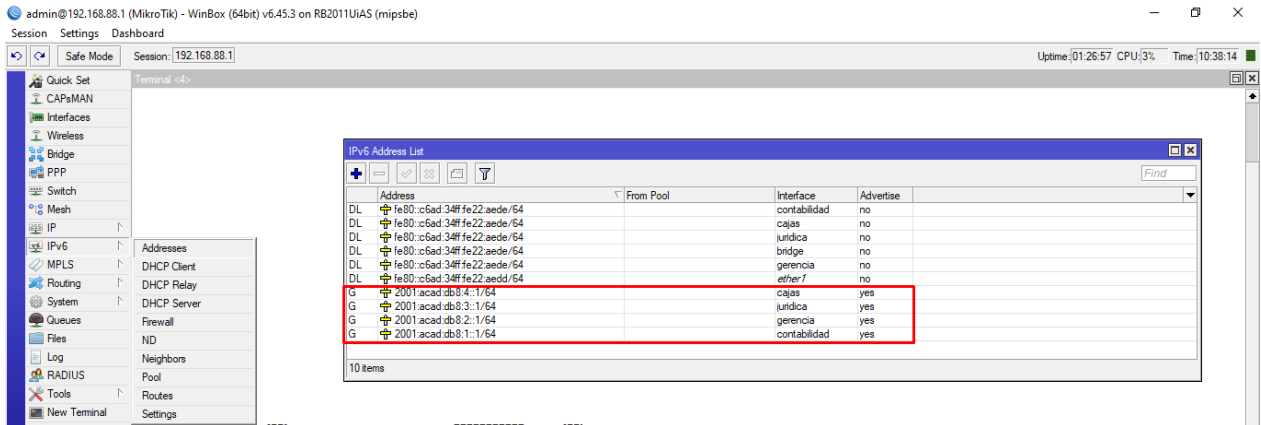 admin@192.168.88.1 (MikroTik) - WinBox (64bit) v6.45.3 on RB2011UiAS (mipsbe)
Session Settings Dashboard
Safe Mode Session: 192.168.88.1 Uptime: 01:26:57 CPU: 3% Time: 10:38:14
Quick Set
CAPsMAN
Interfaces
Wireless
Bridge
PPP
Switch
Mesh
IP
IPv6
MPLS
Routing
System
Queues
Files
Log
RADIUS
Tools
New Terminal
Addresses
DHCP Client
DHCP Relay
DHCP Server
Firewall
ND
Neighbors
Pool
Routes
Settings
Terminal <4>
IPv6 Address List
Find
Address From Pool Interface Advertise
DL fe80::c6ad:34ff:fe22:aede/64 contabilidad no
DL fe80::c6ad:34ff:fe22:aede/64 cajas no
DL fe80::c6ad:34ff:fe22:aede/64 juridica no
DL fe80::c6ad:34ff:fe22:aede/64 bridge no
DL fe80::c6ad:34ff:fe22:aede/64 gerencia no
DL fe80::c6ad:34ff:fe22:aedd/64 ether1 no
G 2001:acad:db8:4::1/64 cajas yes
G 2001:acad:db8:3::1/64 juridica yes
G 2001:acad:db8:2::1/64 gerencia yes
G 2001:acad:db8:1::1/64 contabilidad yes
10 items